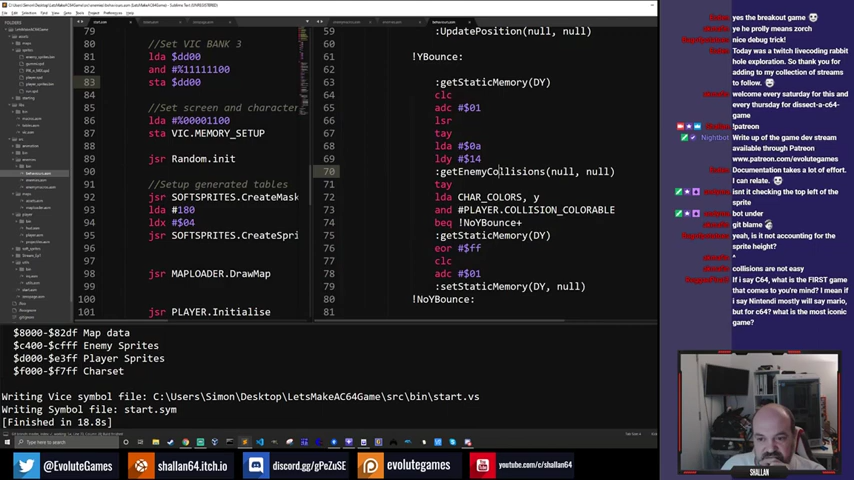 79
80 //Set VIC BANK 3
81 lda $dd00
82 and #%11111100
83 sta $dd00
84
85 //Set screen and character
86 lda #%00001100
87 sta VIC.MEMORY_SETUP
88
89 jsr Random.init
90
91 //Setup generated tables
92 jsr SOFTSPRITES.CreateMask
93 lda #180
94 ldx #$04
95 jsr SOFTSPRITES.CreateSpri
96
97
98 jsr MAPLOADER.DrawMap
99
100
101 jsr PLAYER.Initialise
59 :UpdatePosition(null, null)
60
61 !YBounce:
62
63 :getStaticMemory(DY)
64 clc
65 adc #$01
66 lsr
67 tay
68 lda #$0a
69 ldy #$14
70 :getEnemyCollisions(null, null)
71 tay
72 lda CHAR_COLORS, y
73 and #PLAYER.COLLISION_COLORABLE
74 beq !NoYBounce+
75 :getStaticMemory(DY)
76 eor #$ff
77 clc
78 adc #$01
79 :setStaticMemory(DY, null)
80 !NoYBounce:
81
$8000-$82df Map data
$c400-$cfff Enemy Sprites
$d000-$e3ff Player Sprites
$f000-$f7ff Charset
Writing Vice symbol file: C:\Users\Simon\Desktop\LetsMakeAC64Game\src\bin\start.vs
Writing Symbol file: start.sym
[Finished in 18.8s]
yes the breakout game
ye he prolly means zorch
nice debug trick!
Today was a twitch livecoding rabbit
hole exploration. So thank you for
adding to my collection of streams
to follow.
welcome every saturday for this and
every thursday for dissect-a-c64-
game
!patreon
Nightbot: Write up of the game dev stream
available through Patreon
www.patreon.com/evolutegames
Documentation takes a lot of effort.
I can relate.
isnt it checking the top left of the
sprite
bot under
git blame
yeah, is it not accounting for the
sprite height?
^
collisions are not easy
If i say C64, what is the FIRST game
that comes to you're mind? I mean if
i say Nintendi mostly will say mario,
but for c64? what is the most iconic
game?
Type here to search
@EvoluteGames
shallan64.itch.io
discord.gg/gPeZuSE
evolutegames
youtube.com/c/shallan64
SHALLAN